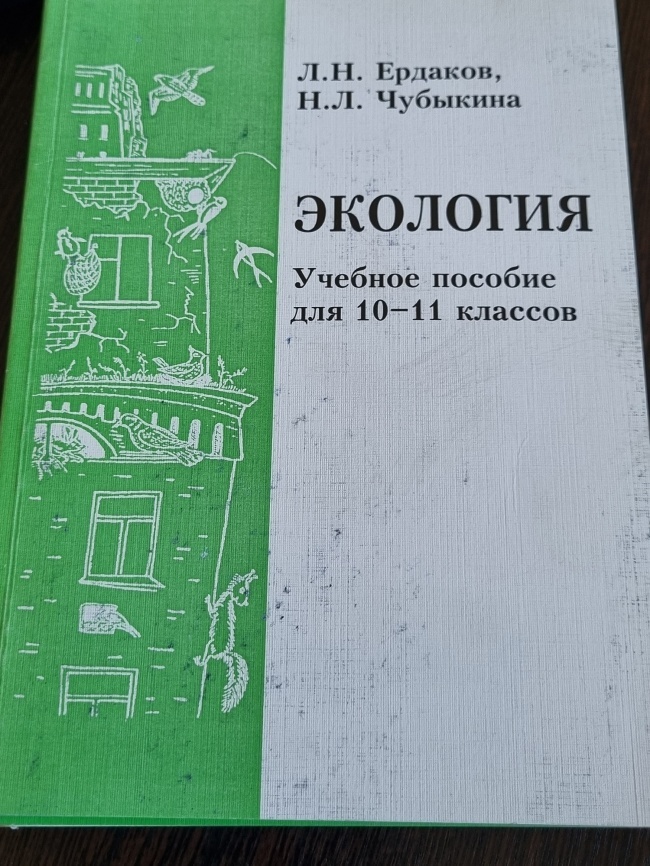 Л.Н. Ердаков,
Н.Л. Чубыкина
ЭКОЛОГИЯ
Учебное пособие
для 10–11 классов